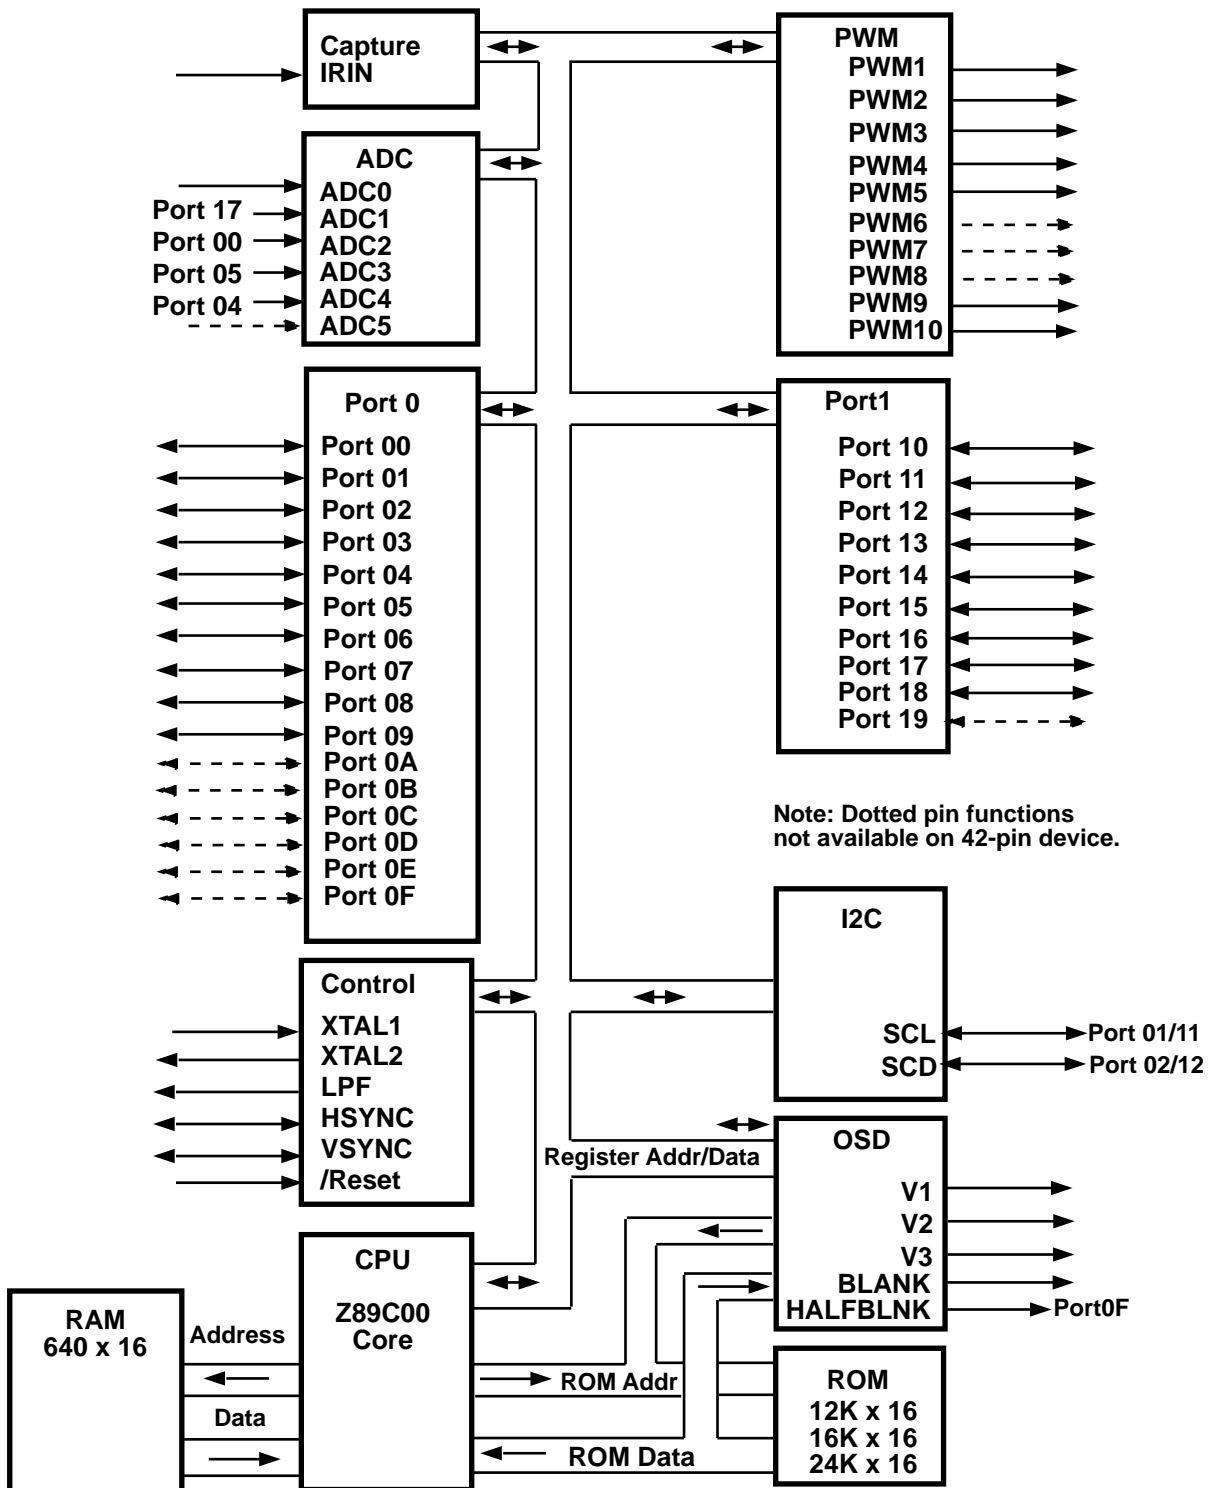 Capture
IRIN
PWM
PWM1
PWM2
PWM3
PWM4
PWM5
PWM6
PWM7
PWM8
PWM9
PWM10
ADC
ADC0
Port 17
ADC1
Port 00
ADC2
Port 05
ADC3
Port 04
ADC4
ADC5
Port 0
Port 00
Port 01
Port 02
Port 03
Port 04
Port 05
Port 06
Port 07
Port 08
Port 09
Port 0A
Port 0B
Port 0C
Port 0D
Port 0E
Port 0F
Port1
Port 10
Port 11
Port 12
Port 13
Port 14
Port 15
Port 16
Port 17
Port 18
Port 19
Note: Dotted pin functions
not available on 42-pin device.
I2C
SCL
Port 01/11
SCD
Port 02/12
Control
XTAL1
XTAL2
LPF
HSYNC
VSYNC
/Reset
Register Addr/Data
OSD
V1
V2
V3
BLANK
HALFBLNK
Port0F
CPU
Z89C00
Core
RAM
640 x 16
Address
Data
ROM Addr
ROM Data
ROM
12K x 16
16K x 16
24K x 16